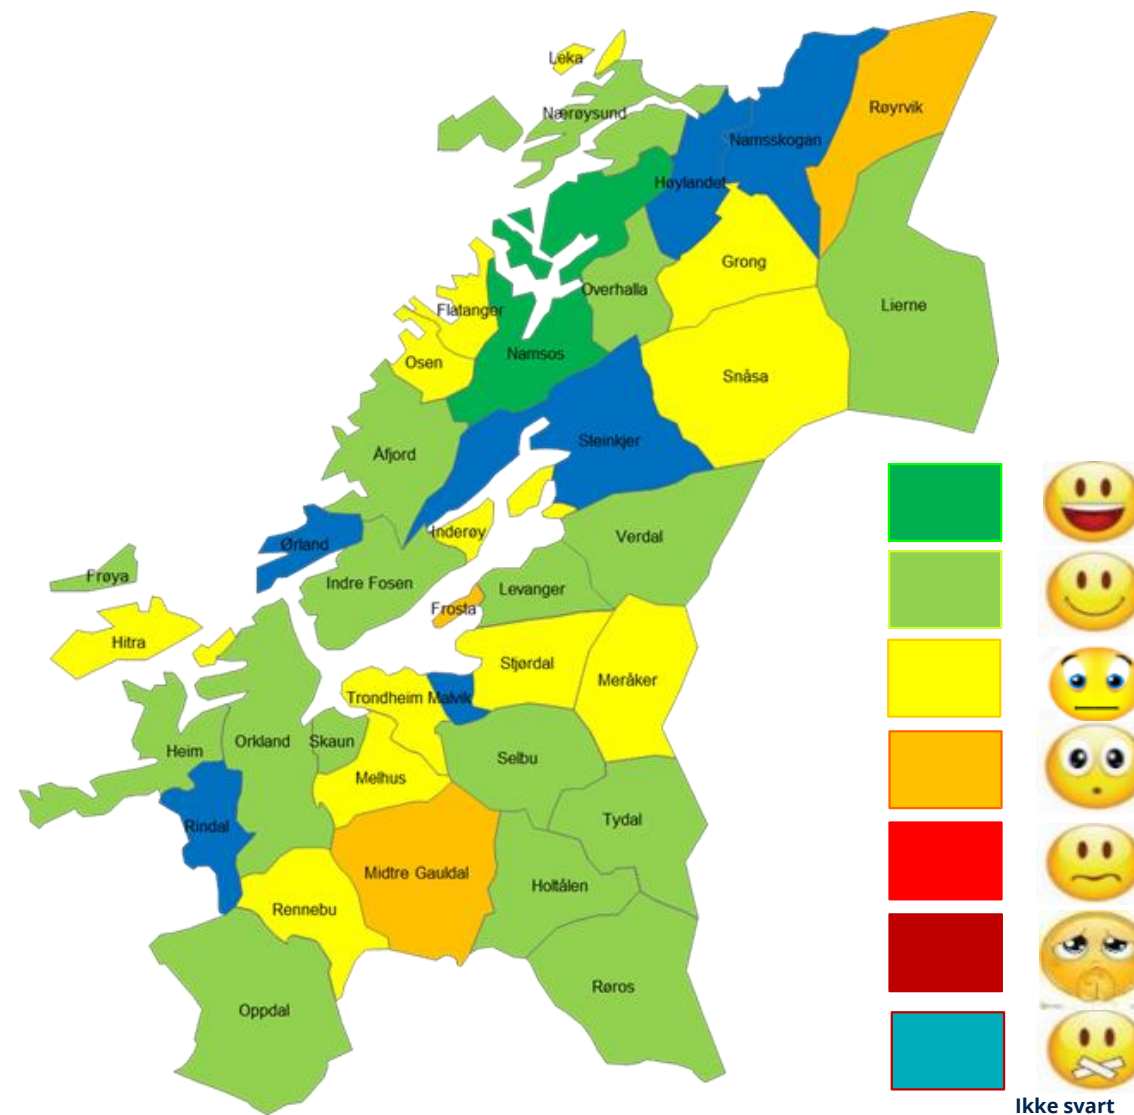 Leka
Nærøysund
Røyrvik
Namsskogan
Høylandet
Grong
Overhalla
Lierne
Flatanger
Namsos
Osen
Snåsa
Steinkjer
Åfjord
Inderøy
Verdal
Ørland
Frøya
Indre Fosen
Levanger
Frosta
Hitra
Stjørdal
Meråker
Trondheim Malvik
Orkland
Skaun
Heim
Selbu
Melhus
Tydal
Rindal
Midtre Gauldal
Holtålen
Rennebu
Røros
Oppdal
Ikke svart